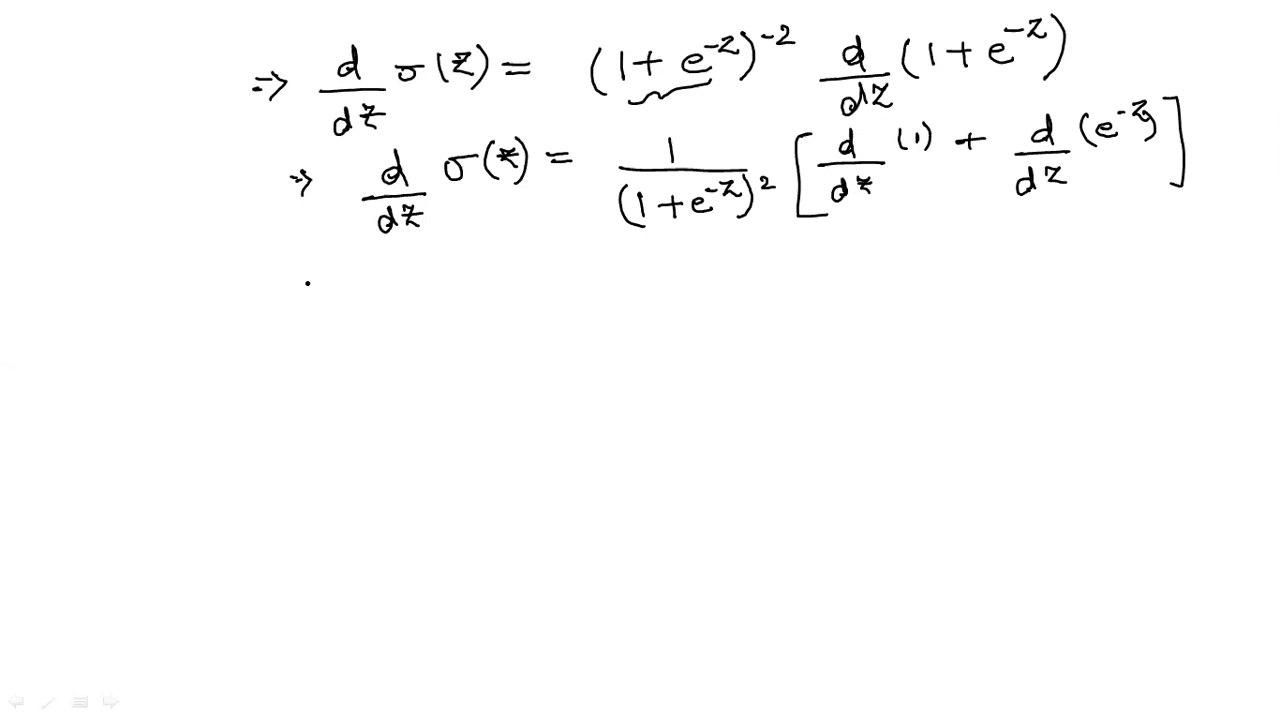 ⇒ d/dz σ(z) = (1 + e^{-z})^{-2} d/dz (1 + e^{-z})
⇒ d/dz σ(z) = 1/(1 + e^{-z})^2 [ d/dz (1) + d/dz (e^{-z}) ]